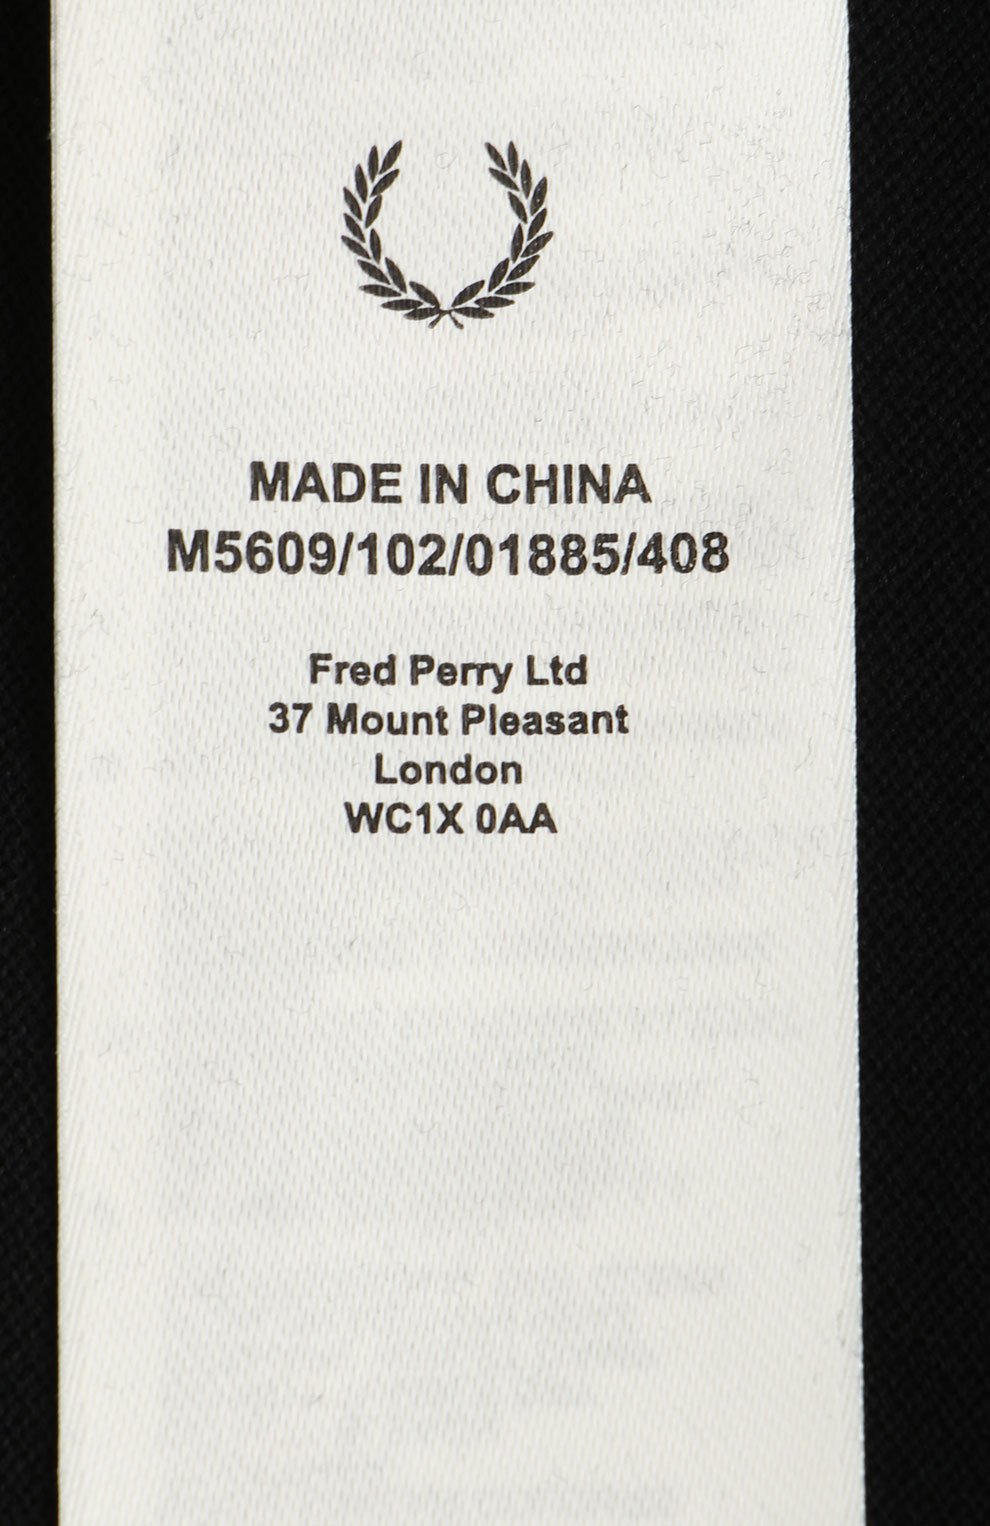 MADE IN CHINA
M5609/102/01885/408
Fred Perry Ltd
37 Mount Pleasant
London
WC1X 0AA